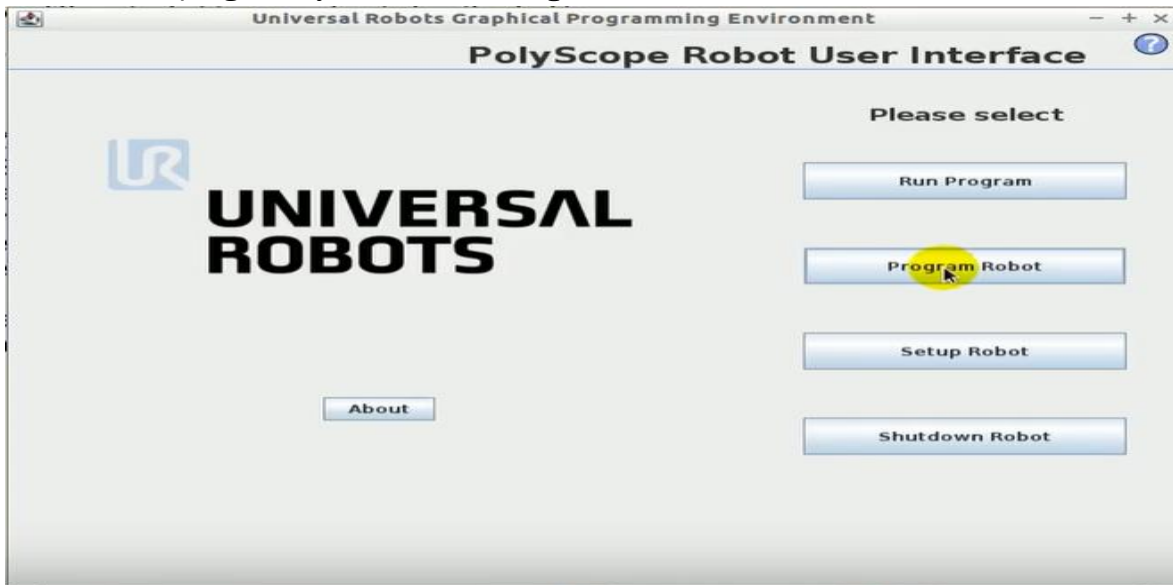 Universal Robots Graphical Programming Environment
PolyScope Robot User Interface
?
Please select
UR
UNIVERSAL
ROBOTS
Run Program
Program Robot
Setup Robot
About
Shutdown Robot